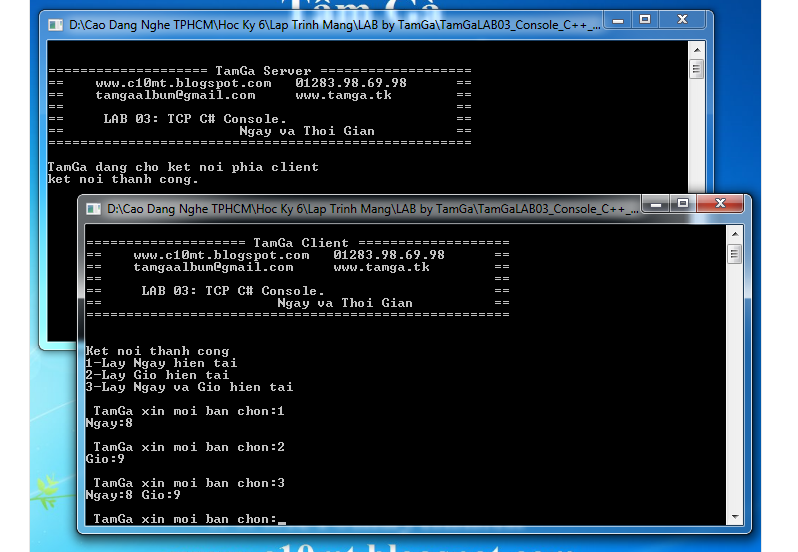 Tâm Gà
D:\Cao Dang Nghe TPHCM\Hoc Ky 6\Lap Trinh Mang\LAB by TamGa\TamGaLAB03_Console_C++_...
==================== TamGa Server ===================
==    www.c10mt.blogspot.com   01283.98.69.98      ==
==    tamgaalbum@gmail.com     www.tamga.tk        ==
==                                                 ==
==     LAB 03: TCP C# Console.                     ==
==                      Ngay va Thoi Gian          ==
=====================================================
TamGa dang cho ket noi phia client
ket noi thanh cong.
D:\Cao Dang Nghe TPHCM\Hoc Ky 6\Lap Trinh Mang\LAB by TamGa\TamGaLAB03_Console_C++_...
==================== TamGa Client ===================
==    www.c10mt.blogspot.com   01283.98.69.98      ==
==    tamgaalbum@gmail.com     www.tamga.tk        ==
==                                                 ==
==     LAB 03: TCP C# Console.                     ==
==                      Ngay va Thoi Gian          ==
=====================================================
Ket noi thanh cong
1-Lay Ngay hien tai
2-Lay Gio hien tai
3-Lay Ngay va Gio hien tai
TamGa xin moi ban chon:1
Ngay:8
TamGa xin moi ban chon:2
Gio:9
TamGa xin moi ban chon:3
Ngay:8 Gio:9
TamGa xin moi ban chon:_
c10mt.blogspot.com